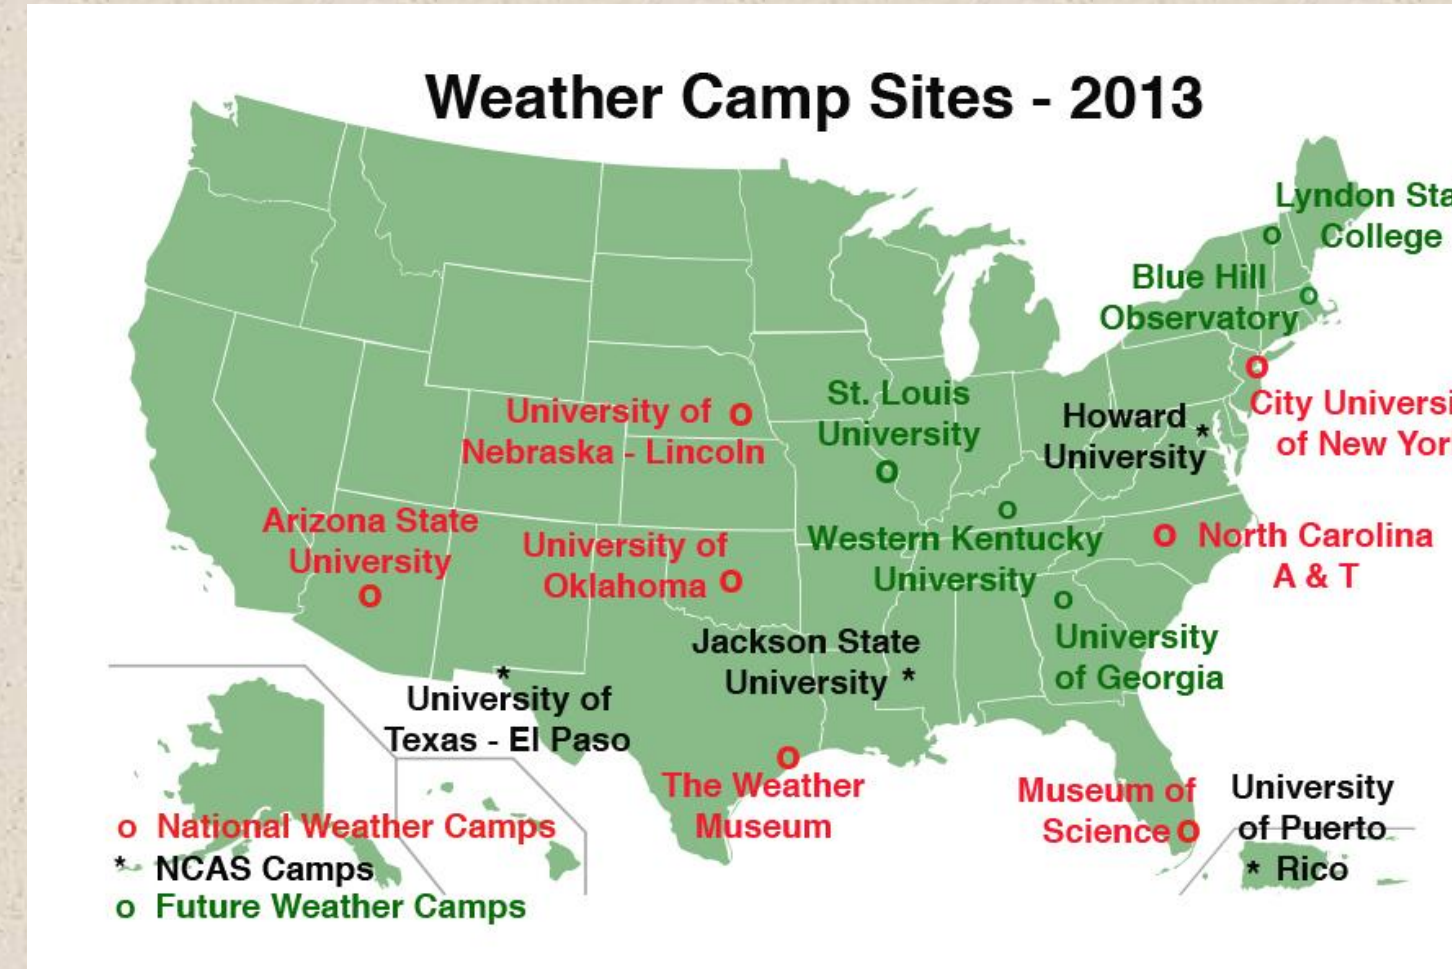 Weather Camp Sites - 2013
Lyndon Sta
College
Blue Hill
Observatory
St. Louis
University
Howard
University
*
City Universi
of New Yor
University of
Nebraska - Lincoln
Arizona State
University
University of
Oklahoma
Western Kentucky
University
North Carolina
A & T
University
of Georgia
Jackson State
University *
*
University of
Texas - El Paso
The Weather
Museum
Museum of
Science
University
of Puerto
* Rico
o National Weather Camps
* NCAS Camps
o Future Weather Camps